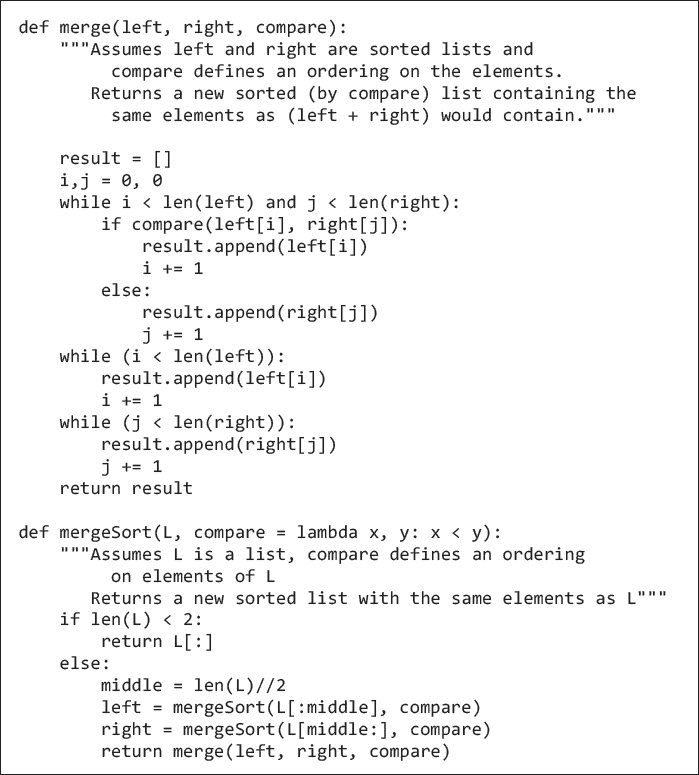 def merge(left, right, compare):
    """Assumes left and right are sorted lists and
         compare defines an ordering on the elements.
       Returns a new sorted (by compare) list containing the
         same elements as (left + right) would contain."""

    result = []
    i,j = 0, 0
    while i < len(left) and j < len(right):
        if compare(left[i], right[j]):
            result.append(left[i])
            i += 1
        else:
            result.append(right[j])
            j += 1
    while (i < len(left)):
        result.append(left[i])
        i += 1
    while (j < len(right)):
        result.append(right[j])
        j += 1
    return result

def mergeSort(L, compare = lambda x, y: x < y):
    """Assumes L is a list, compare defines an ordering
         on elements of L
       Returns a new sorted list with the same elements as L"""
    if len(L) < 2:
        return L[:]
    else:
        middle = len(L)//2
        left = mergeSort(L[:middle], compare)
        right = mergeSort(L[middle:], compare)
        return merge(left, right, compare)